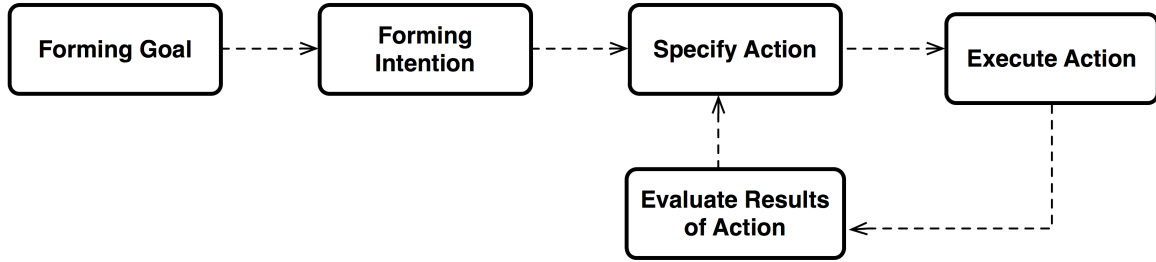 Forming Goal
Forming
Intention
Specify Action
Execute Action
Evaluate Results
of Action